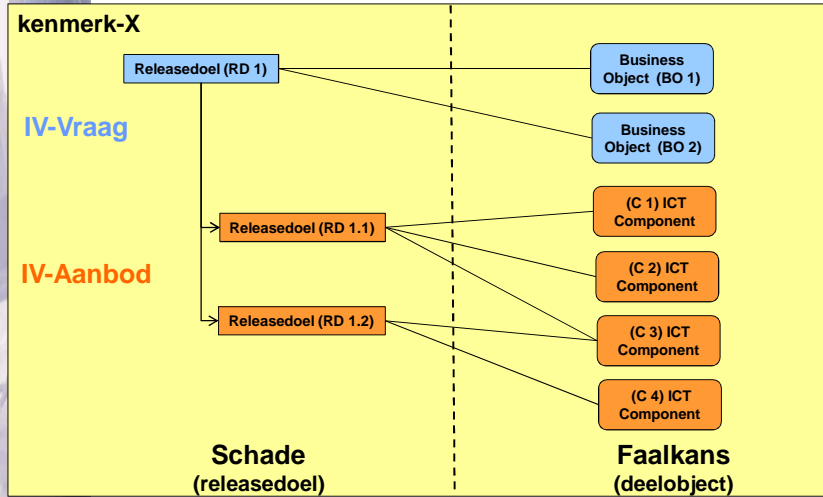 kenmerk-X
Releasedoel (RD 1)
Business
Object (BO 1)
IV-Vraag
Business
Object (BO 2)
(C 1) ICT
Component
Releasedoel (RD 1.1)
IV-Aanbod
(C 2) ICT
Component
Releasedoel (RD 1.2)
(C 3) ICT
Component
(C 4) ICT
Component
Schade
(releasedoel)
Faalkans
(deelobject)